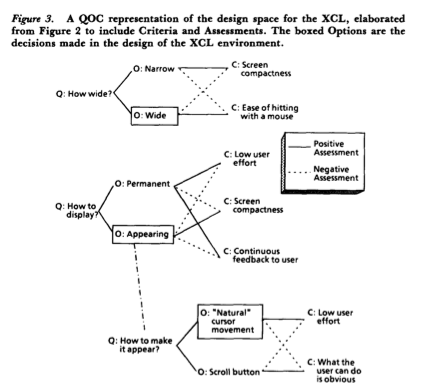 Figure 3. A QOC representation of the design space for the XCL, elaborated
from Figure 2 to include Criteria and Assessments. The boxed Options are the
decisions made in the design of the XCL environment.
O: Narrow
C: Screen
compactness
Q: How wide?
O: Wide
C: Ease of hitting
with a mouse
Positive
Assessment
Negative
Assessment
C: Low user
effort
O: Permanent
Q: How to
display?
C: Screen
compactness
O: Appearing
C: Continuous
feedback to user
O: "Natural"
cursor
movement
C: Low user
effort
Q: How to make
it appear?
O: Scroll button
C: What the
user can do
is obvious